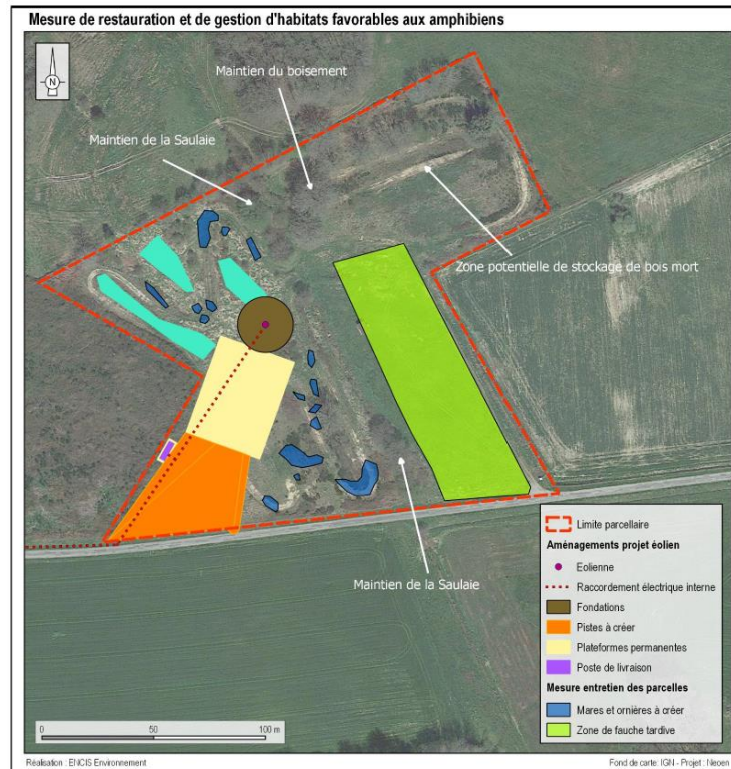 Mesure de restauration et de gestion d'habitats favorables aux amphibiens
N
Maintien du boisement
Maintien de la Saulaie
Zone potentielle de stockage de bois mort
Maintien de la Saulaie
Limite parcellaire
Aménagements projet éolien
Eolienne
Raccordement électrique interne
Fondations
Pistes à créer
Plateformes permanentes
Poste de livraison
Mesure entretien des parcelles
Mares et ornières à créer
Zone de fauche tardive
0 50 100 m
Réalisation : ENCIS Environnement
Fond de carte: IGN - Projet : Neoen